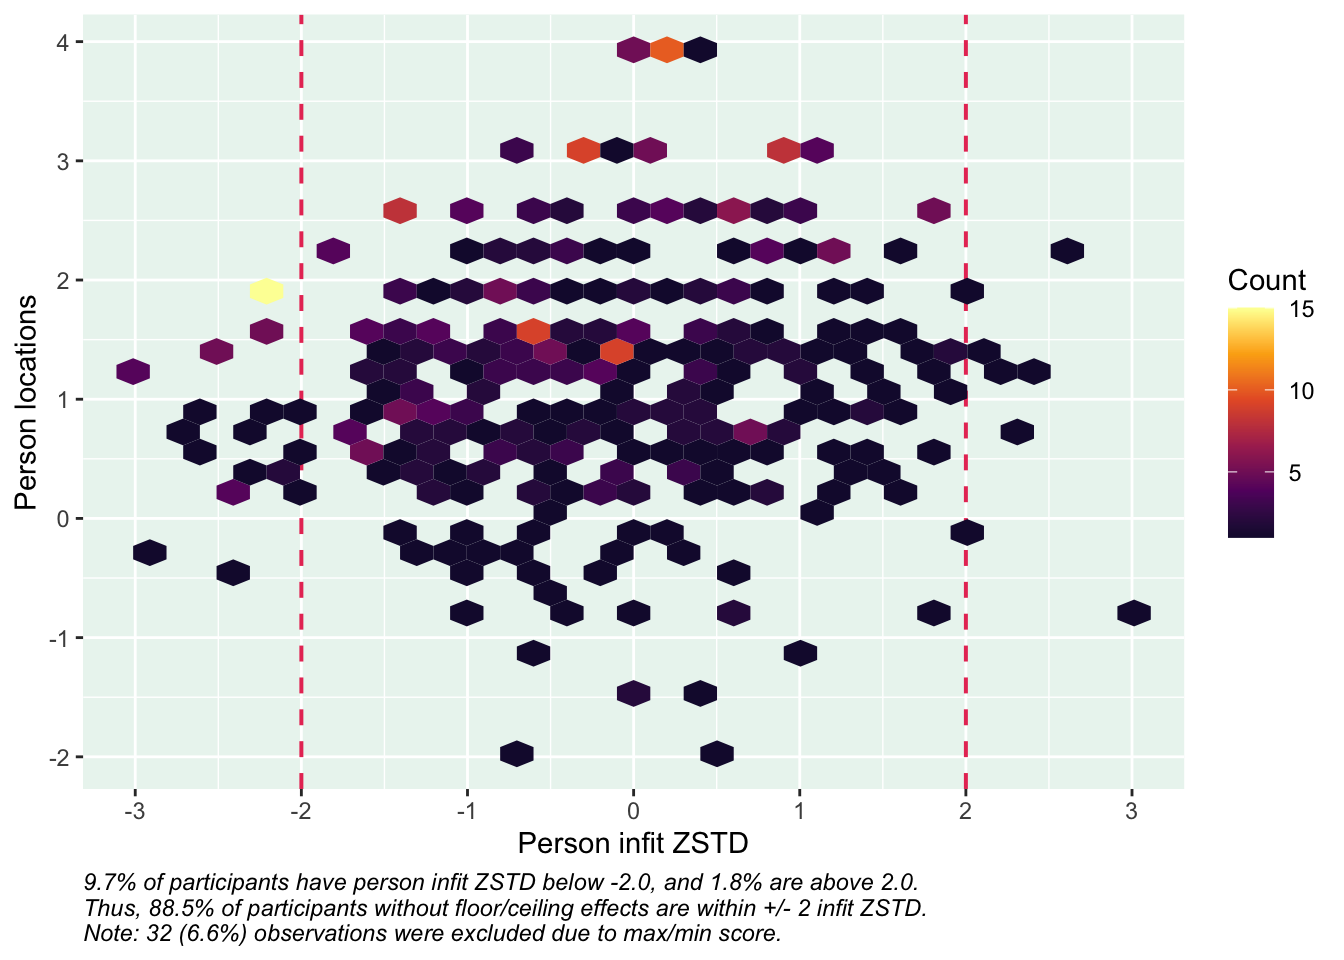 4
3
2
1
0
-1
-2
Person locations
-3
-2
-1
0
1
2
3
Person infit ZSTD
Count
15
10
5
9.7% of participants have person infit ZSTD below -2.0, and 1.8% are above 2.0.
Thus, 88.5% of participants without floor/ceiling effects are within +/- 2 infit ZSTD.
Note: 32 (6.6%) observations were excluded due to max/min score.